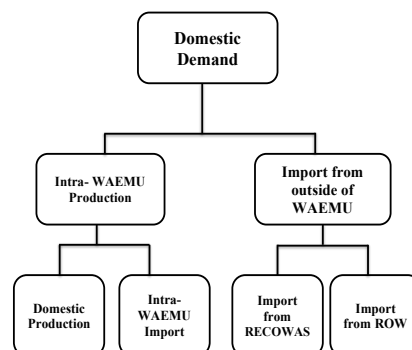 Domestic
Demand
Intra- WAEMU
Production
Import from
outside of
WAEMU
Domestic
Production
Intra-
WAEMU
Import
Import
from
RECOWAS
Import
from ROW